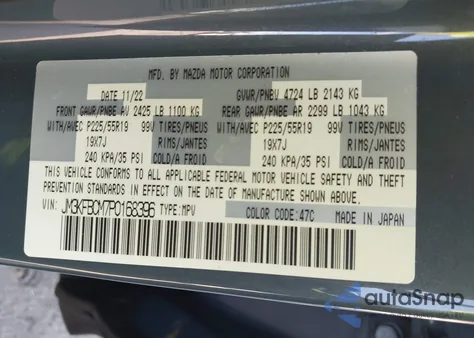 MFD. BY MAZDA MOTOR CORPORATION
DATE 11/22 GVWR/PNBV 4724 LB 2143 KG
FRONT GAWR/PNBE AV 2425 LB 1100 KG REAR GAWR/PNBE AR 2299 LB 1043 KG
WITH/AVEC P225/55R19 99V TIRES/PNEUS WITH/AVEC P225/55R19 99V TIRES/PNEUS
19X7J RIMS/JANTES 19X7J RIMS/JANTES
240 KPA/35 PSI COLD/A FROID 240 KPA/35 PSI COLD/A FROID
THIS VEHICLE CONFORMS TO ALL APPLICABLE FEDERAL MOTOR VEHICLE SAFETY AND THEFT
PREVENTION STANDARDS IN EFFECT ON THE DATE OF MANUFACTURE SHOWN ABOVE.
VIN: JM3KFBCM7P0168396 TYPE:MPV COLOR CODE:47C MADE IN JAPAN
autoSnap